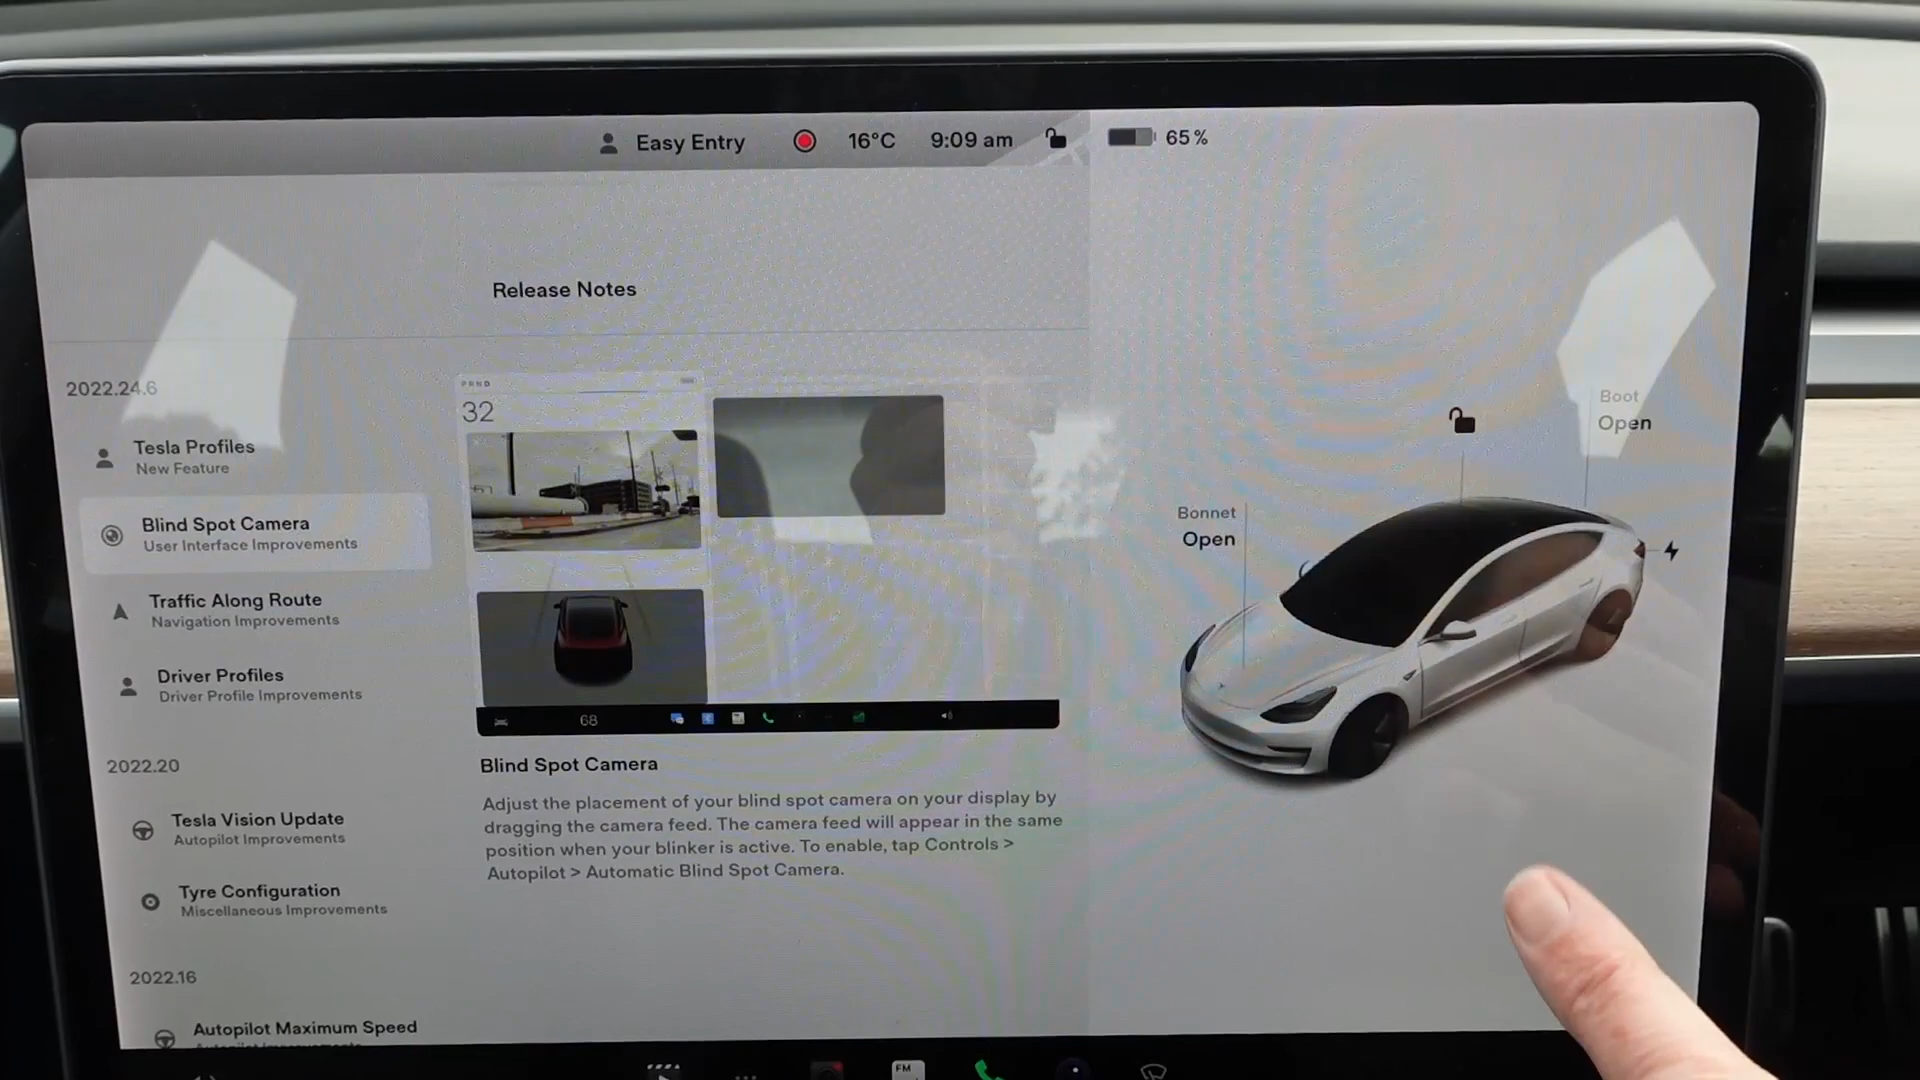 Easy Entry
16°C
9:09 am
65%
Release Notes
2022.24.6
Tesla Profiles
New Feature
Blind Spot Camera
User Interface Improvements
Traffic Along Route
Navigation Improvements
Driver Profiles
Driver Profile Improvements
2022.20
Tesla Vision Update
Autopilot Improvements
Tyre Configuration
Miscellaneous Improvements
2022.16
Autopilot Maximum Speed
PRND
32
68
Blind Spot Camera
Adjust the placement of your blind spot camera on your display by
dragging the camera feed. The camera feed will appear in the same
position when your blinker is active. To enable, tap Controls >
Autopilot > Automatic Blind Spot Camera.
Boot
Open
Bonnet
Open
FM